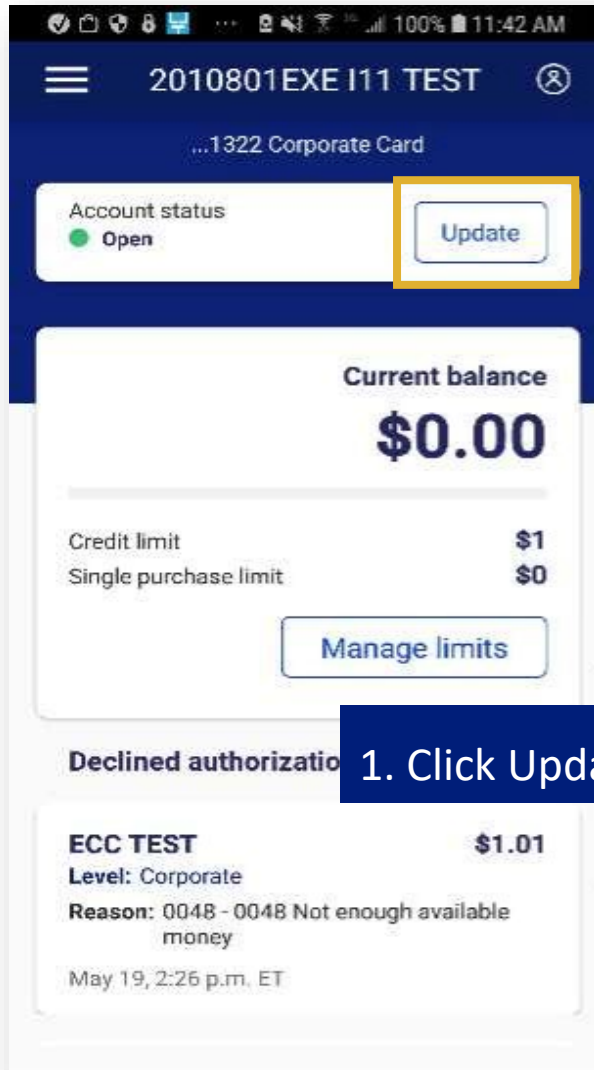 100% 11:42 AM
2010801EXE I11 TEST
...1322 Corporate Card
Account status
Open
Update
Current balance
$0.00
Credit limit $1
Single purchase limit $0
Manage limits
Declined authorizatio
1. Click Upda
ECC TEST $1.01
Level: Corporate
Reason: 0048 - 0048 Not enough available
money
May 19, 2:26 p.m. ET